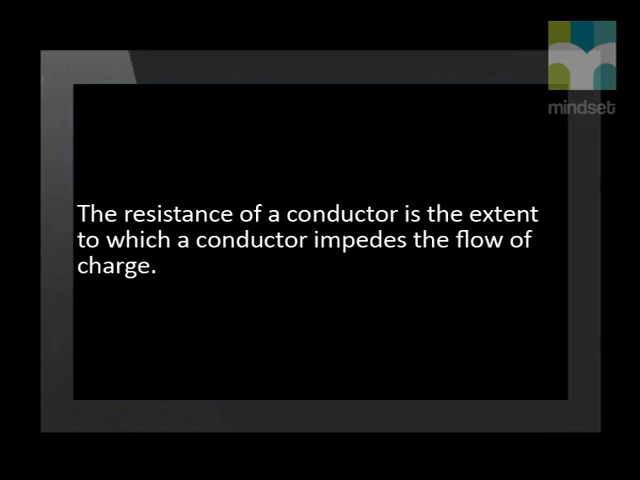 mindset
The resistance of a conductor is the extent
to which a conductor impedes the flow of
charge.